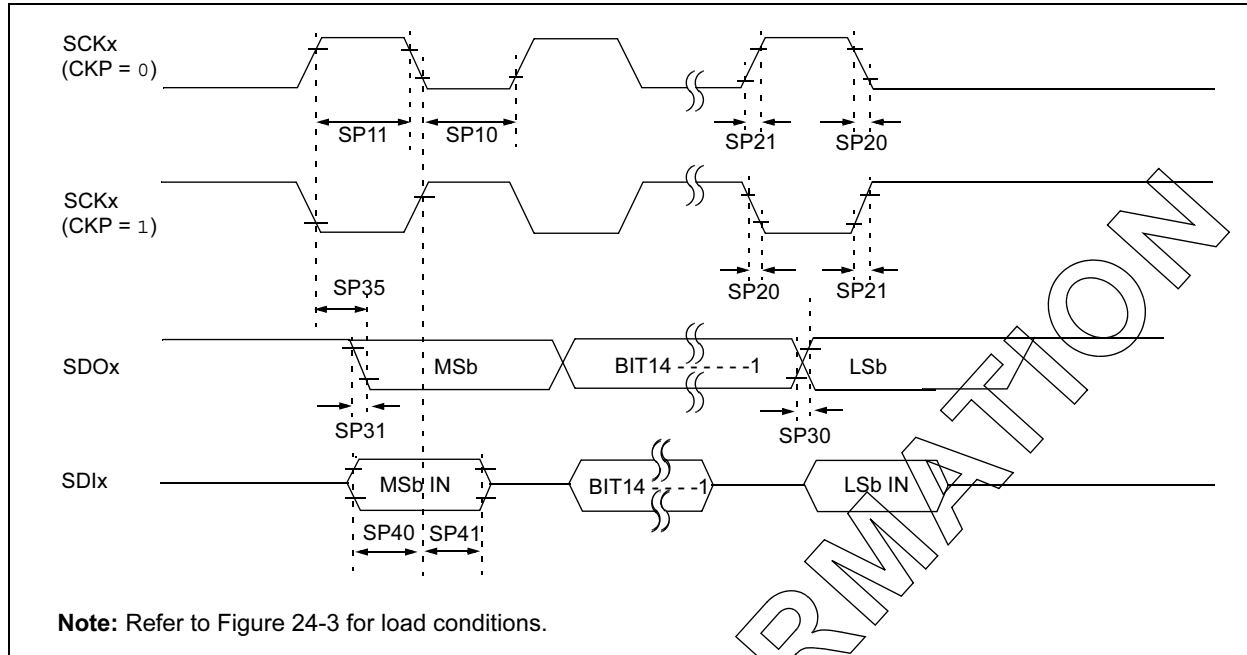 SCKx
(CKP = 0)
SP11
SP10
SP21
SP20
SCKx
(CKP = 1)
SP35
SP20
SP21
SDOx
MSb
BIT14 - - - - - -1
LSb
SP31
SP30
SDIx
MSb IN
BIT14 - - - -1
LSb IN
SP40
SP41
Note: Refer to Figure 24-3 for load conditions.
RMATION